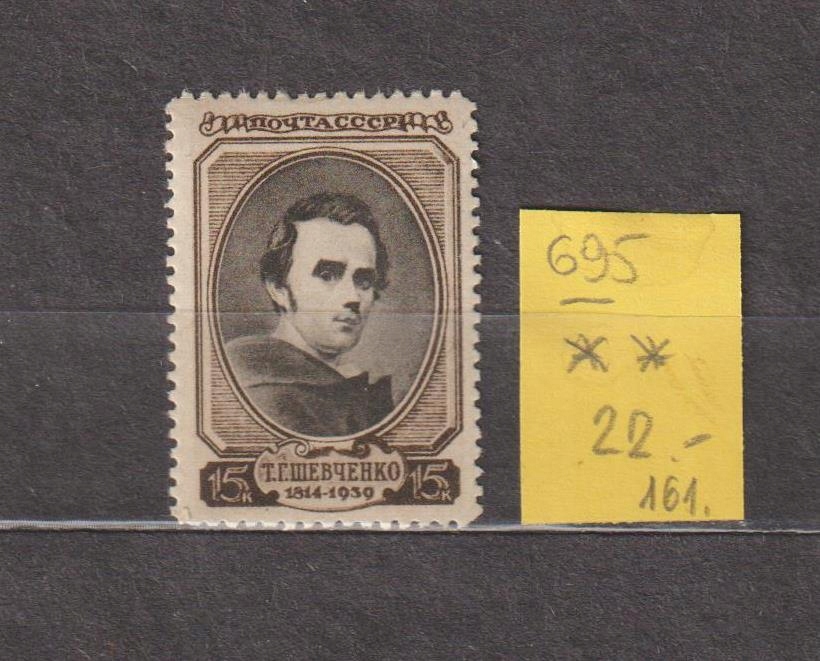 ПОЧТА СССР
Т.Г.ШЕВЧЕНКО
1814-1939
15К 15К
695
* *
22.-
161.